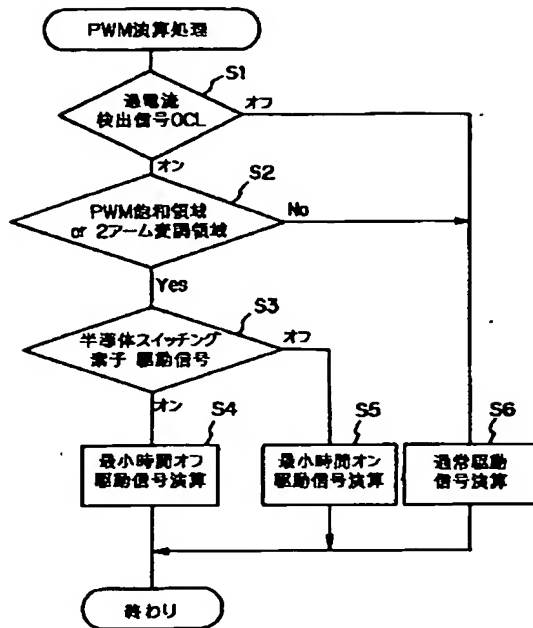 PWM演算処理
S1
過電流
検出信号OCL
オフ
オン
S2
PWM飽和領域
or 2アーム変調領域
No
Yes
S3
半導体スイッチング
素子 駆動信号
オフ
オン
S4
最小時間オフ
駆動信号演算
S5
最小時間オン
駆動信号演算
S6
通常駆動
信号演算
終わり